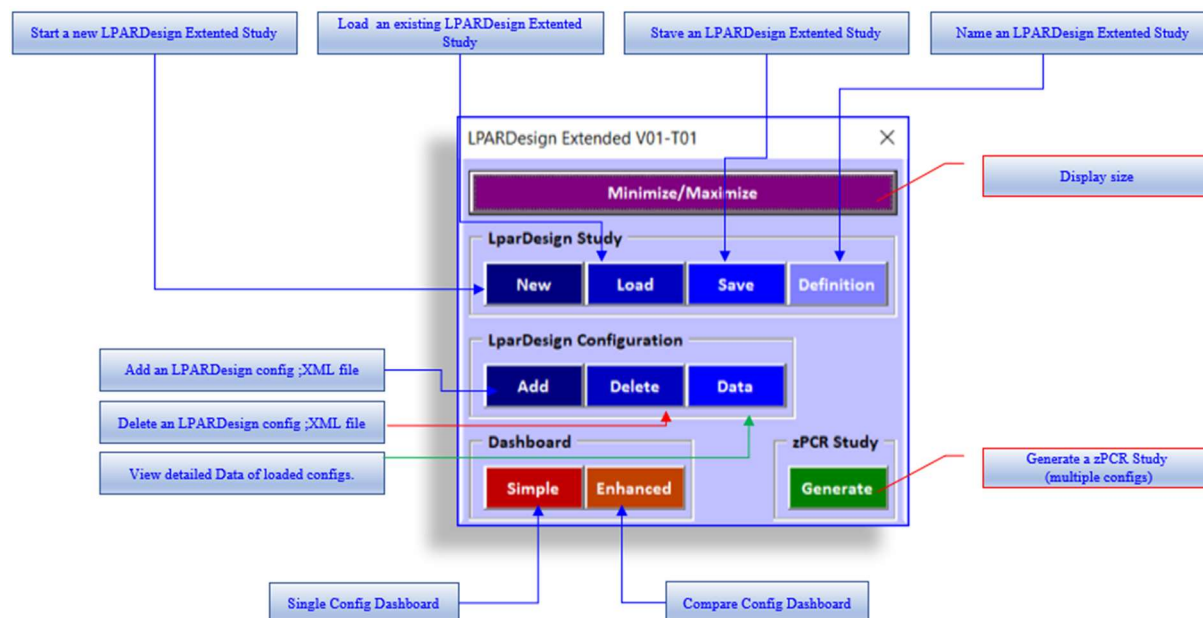 Start a new LPARDesign Extented Study
Load  an existing LPARDesign Extented
Study
Stave an LPARDesign Extented Study
Name an LPARDesign Extented Study
LPARDesign Extended V01-T01
Minimize/Maximize
Display size
LparDesign Study
New
Load
Save
Definition
LparDesign Configuration
Add an LPARDesign config ;XML file
Add
Delete
Data
Delete an LPARDesign config ;XML file
View detailed Data of loaded configs.
Dashboard
zPCR Study
Simple
Enhanced
Generate
Generate a zPCR Study
(multiple configs)
Single Config Dashboard
Compare Config Dashboard